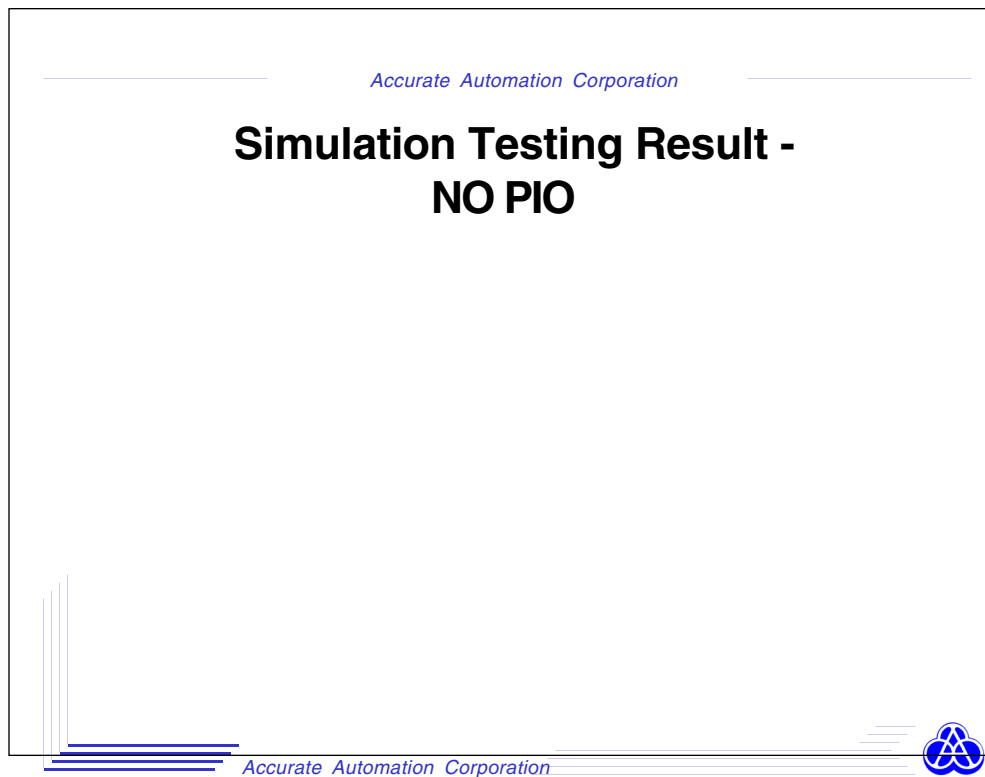 Accurate Automation Corporation
Simulation Testing Result -
NO PIO
Accurate Automation Corporation